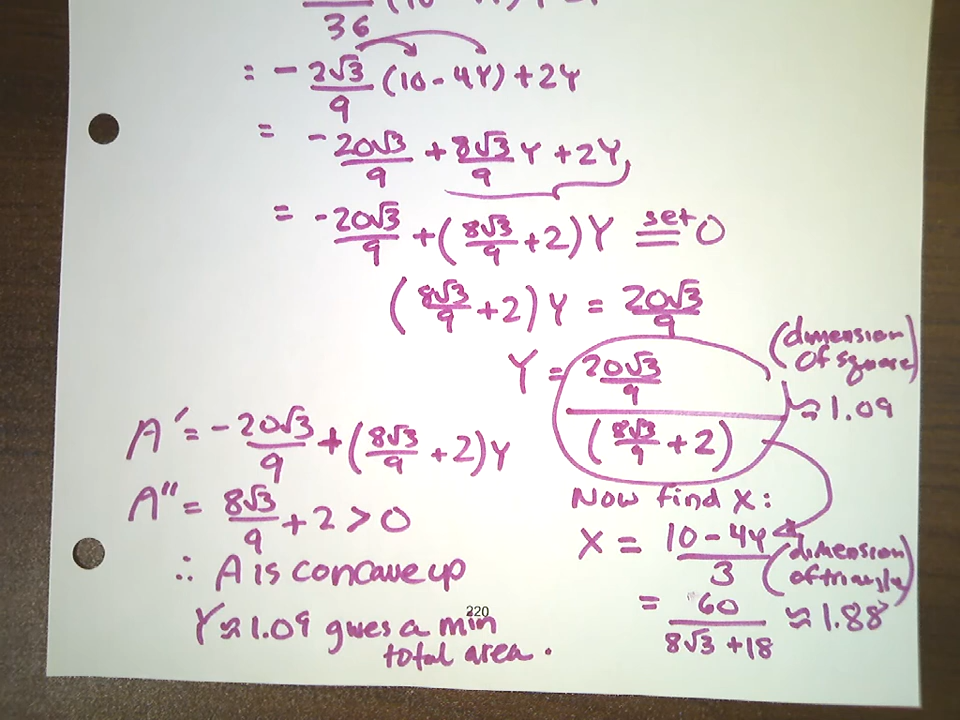 36
= - 2√3/9 (10 - 4Y) + 2Y
= - 20√3/9 + 8√3/9 Y + 2Y
= - 20√3/9 + (8√3/9 + 2) Y set = 0
(8√3/9 + 2) Y = 20√3/9
Y = (20√3/9) / (8√3/9 + 2) ≈ 1.09 (dimension of square)
A' = - 20√3/9 + (8√3/9 + 2) Y
A'' = 8√3/9 + 2 > 0
∴ A is concave up
Y ≈ 1.09 gives a min
total area.
Now find X:
X = (10 - 4Y)/3 (dimension of triangle)
= 60/(8√3 + 18) ≈ 1.88
220